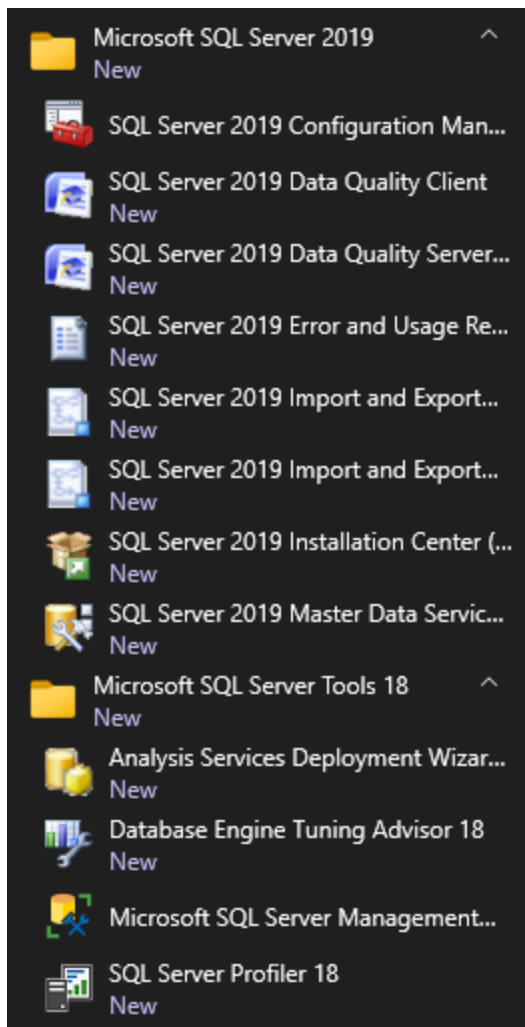 Microsoft SQL Server 2019
New
SQL Server 2019 Configuration Man...
SQL Server 2019 Data Quality Client
New
SQL Server 2019 Data Quality Server...
New
SQL Server 2019 Error and Usage Re...
New
SQL Server 2019 Import and Export...
New
SQL Server 2019 Import and Export...
New
SQL Server 2019 Installation Center (...
New
SQL Server 2019 Master Data Servic...
New
Microsoft SQL Server Tools 18
New
Analysis Services Deployment Wizar...
New
Database Engine Tuning Advisor 18
New
Microsoft SQL Server Management...
SQL Server Profiler 18
New